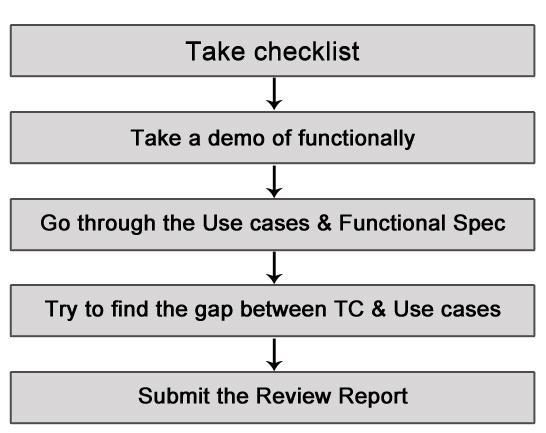 Take checklist
Take a demo of functionally
Go through the Use cases & Functional Spec
Try to find the gap between TC & Use cases
Submit the Review Report